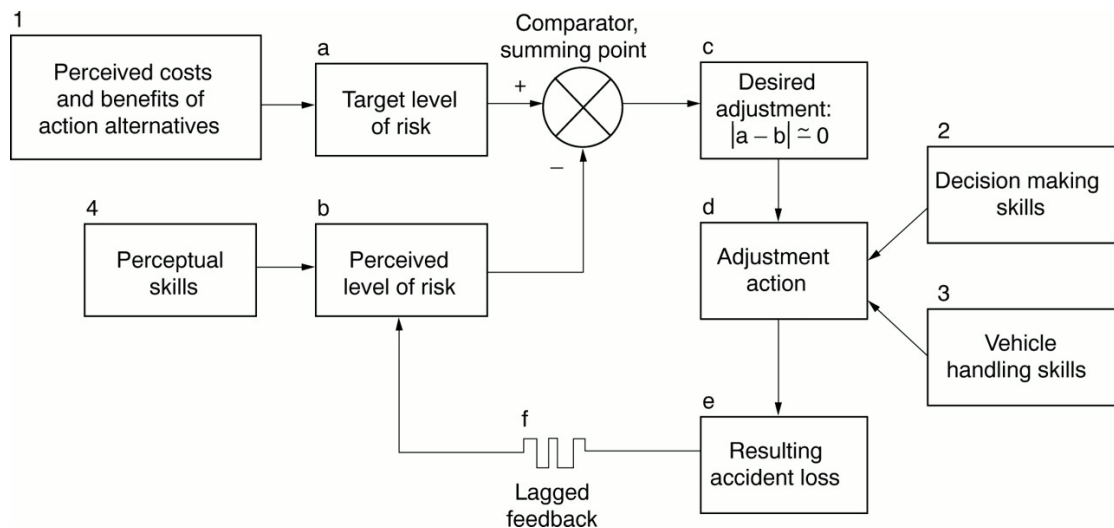 1
Perceived costs
and benefits of
action alternatives
a
Target level
of risk
+
Comparator,
summing point
c
Desired
adjustment:
|a – b| ≃ 0
2
Decision making
skills
4
Perceptual
skills
b
Perceived
level of risk
–
d
Adjustment
action
3
Vehicle
handling skills
e
Resulting
accident loss
f
Lagged
feedback